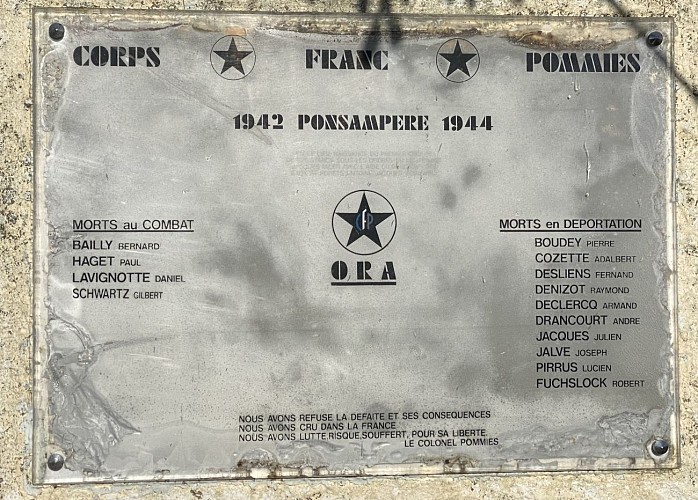 CORPS FRANC POMMIES
1942 PONSAMPERE 1944
CFP
ORA
MORTS au COMBAT
BAILLY BERNARD
HAGET PAUL
LAVIGNOTTE DANIEL
SCHWARTZ GILBERT
MORTS en DEPORTATION
BOUDEY PIERRE
COZETTE ADALBERT
DESLIENS FERNAND
DENIZOT RAYMOND
DECLERCQ ARMAND
DRANCOURT ANDRE
JACQUES JULIEN
JALVE JOSEPH
PIRRUS LUCIEN
FUCHSLOCK ROBERT
NOUS AVONS REFUSE LA DEFAITE ET SES CONSEQUENCES
NOUS AVONS CRU DANS LA FRANCE
NOUS AVONS LUTTE,RISQUE,SOUFFERT, POUR SA LIBERTE.
LE COLONEL POMMIES